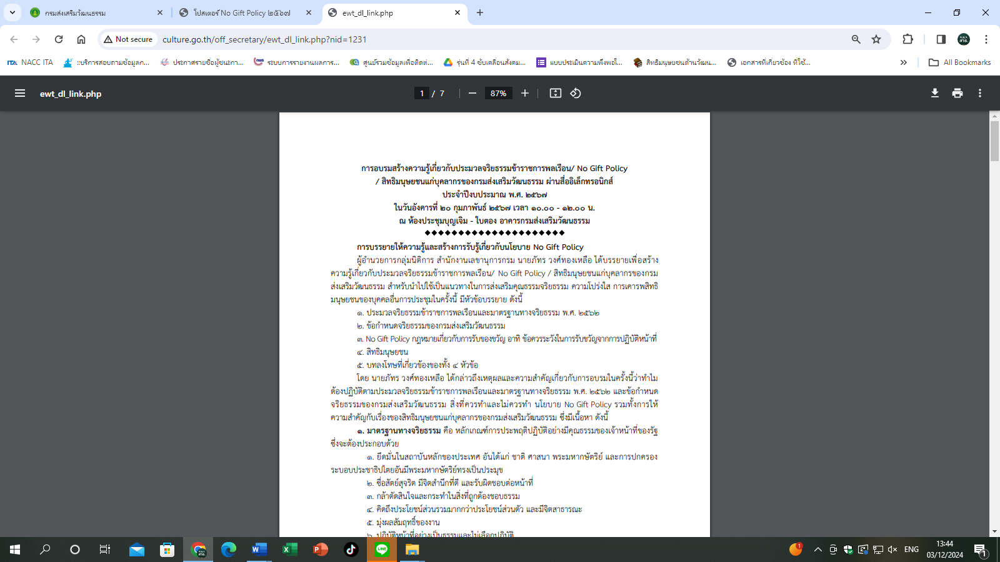 กรมส่งเสริมวัฒนธรรม
โปสเตอร์ No Gift Policy ๒๕๖๗
ewt_dl_link.php
Not secure
culture.go.th/off_secretary/ewt_dl_link.php?nid=1231
ITA NACC ITA
::บริการสอบถามข้อมูลก...
ประกาศรายชื่อผู้ชนะกา...
ระบบการรายงานผลการ...
ศูนย์รวมข้อมูลเพื่อติดต่...
รุ่นที่ 4 ขับเคลื่อนสังคม...
แบบประเมินความพึงพอใ...
สิทธิมนุษยชนด้านวัฒน...
เอกสารที่เกี่ยวข้อง ที่ใช้...
All Bookmarks
ewt_dl_link.php
1 / 7
87%
การอบรมสร้างความรู้เกี่ยวกับประมวลจริยธรรมข้าราชการพลเรือน/ No Gift Policy
/ สิทธิมนุษยชนแก่บุคลากรของกรมส่งเสริมวัฒนธรรม ผ่านสื่ออิเล็กทรอนิกส์
ประจำปีงบประมาณ พ.ศ. ๒๕๖๗
ในวันอังคารที่ ๒๐ กุมภาพันธ์ ๒๕๖๗ เวลา ๑๐.๐๐ - ๑๒.๐๐ น.
ณ ห้องประชุมบุญเจิม - ใบตอง อาคารกรมส่งเสริมวัฒนธรรม
◆◆◆◆◆◆◆◆◆◆◆◆◆◆◆◆◆◆◆◆◆
การบรรยายให้ความรู้และสร้างการรับรู้เกี่ยวกับนโยบาย No Gift Policy
ผู้อำนวยการกลุ่มนิติการ สำนักงานเลขานุการกรม นายภัทร วงศ์ทองเหลือ ได้บรรยายเพื่อสร้าง
ความรู้เกี่ยวกับประมวลจริยธรรมข้าราชการพลเรือน/ No Gift Policy / สิทธิมนุษยชนแก่บุคลากรของกรม
ส่งเสริมวัฒนธรรม สำหรับนำไปใช้เป็นแนวทางในการส่งเสริมคุณธรรมจริยธรรม ความโปร่งใส การเคารพสิทธิ
มนุษยชนของบุคคลอื่นการประชุมในครั้งนี้ มีหัวข้อบรรยาย ดังนี้
๑. ประมวลจริยธรรมข้าราชการพลเรือนและมาตรฐานทางจริยธรรม พ.ศ. ๒๕๖๒
๒. ข้อกำหนดจริยธรรมของกรมส่งเสริมวัฒนธรรม
๓. No Gift Policy กฎหมายเกี่ยวกับการรับของขวัญ อาทิ ข้อควรระวังในการรับขวัญจากการปฏิบัติหน้าที่
๔. สิทธิมนุษยชน
๕. บทลงโทษที่เกี่ยวข้องของทั้ง ๔ หัวข้อ
โดย นายภัทร วงศ์ทองเหลือ ได้กล่าวถึงเหตุผลและความสำคัญเกี่ยวกับการอบรมในครั้งนี้ว่าทำไม
ต้องปฏิบัติตามประมวลจริยธรรมข้าราชการพลเรือนและมาตรฐานทางจริยธรรม พ.ศ. ๒๕๖๒ และข้อกำหนด
จริยธรรมของกรมส่งเสริมวัฒนธรรม สิ่งที่ควรทำและไม่ควรทำ นโยบาย No Gift Policy รวมทั้งการให้
ความสำคัญกับเรื่องของสิทธิมนุษยชนแก่บุคลากรของกรมส่งเสริมวัฒนธรรม ซึ่งมีเนื้อหา ดังนี้
๑. มาตรฐานทางจริยธรรม คือ หลักเกณฑ์การประพฤติปฏิบัติอย่างมีคุณธรรมของเจ้าหน้าที่ของรัฐ
ซึ่งจะต้องประกอบด้วย
๑. ยึดมั่นในสถาบันหลักของประเทศ อันได้แก่ ชาติ ศาสนา พระมหากษัตริย์ และการปกครอง
ระบอบประชาธิปไตยอันมีพระมหากษัตริย์ทรงเป็นประมุข
๒. ซื่อสัตย์สุจริต มีจิตสำนึกที่ดี และรับผิดชอบต่อหน้าที่
๓. กล้าตัดสินใจและกระทำในสิ่งที่ถูกต้องชอบธรรม
๔. คิดถึงประโยชน์ส่วนรวมมากกว่าประโยชน์ส่วนตัว และมีจิตสาธารณะ
๕. มุ่งผลสัมฤทธิ์ของงาน
๖. ปฏิบัติหน้าที่อย่างเป็นธรรมและไม่เลือกปฏิบัติ
ENG
13:44
03/12/2024
1
1